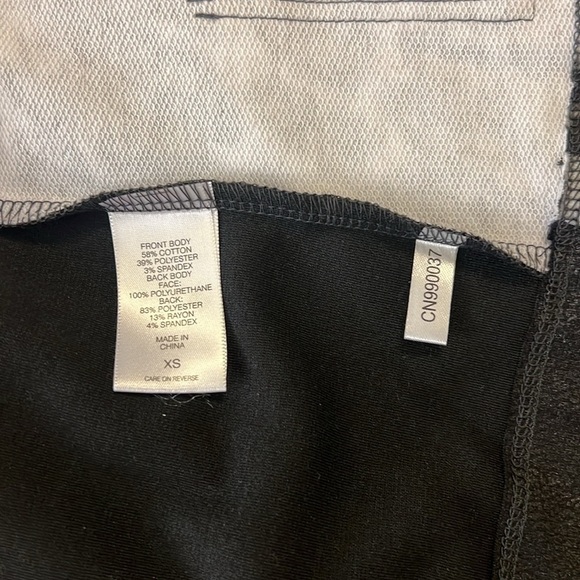 FRONT BODY
58% COTTON
39% POLYESTER
3% SPANDEX
BACK BODY
FACE:
100% POLYURETHANE
BACK:
83% POLYESTER
13% RAYON
4% SPANDEX
MADE IN
CHINA
XS
CARE ON REVERSE
CN990037